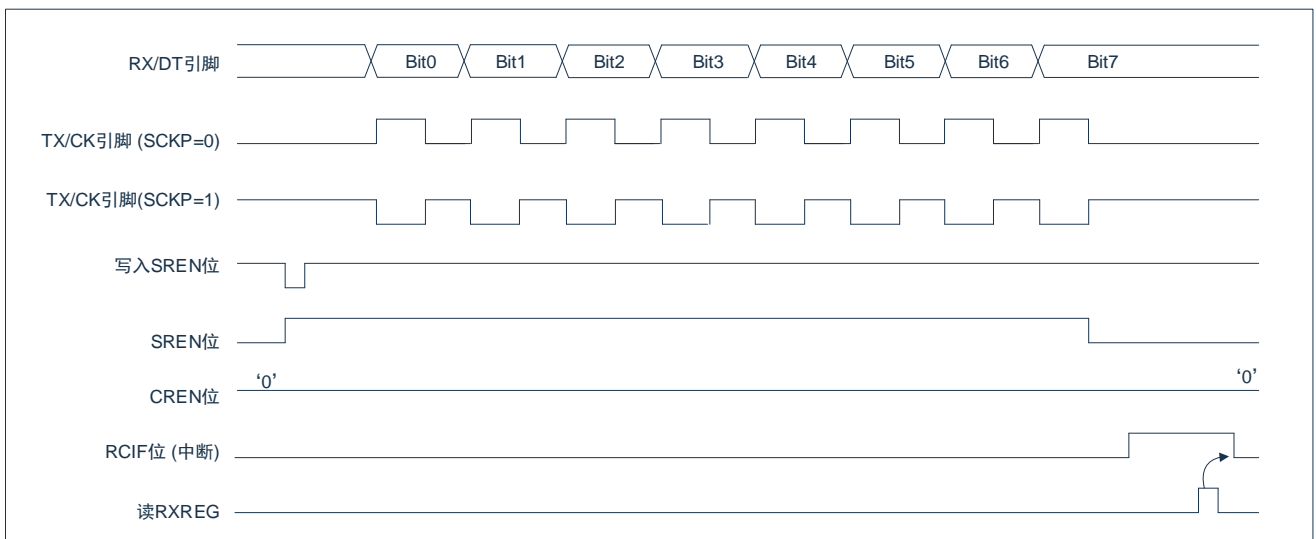 RX/DT引脚 Bit0 Bit1 Bit2 Bit3 Bit4 Bit5 Bit6 Bit7
TX/CK引脚 (SCKP=0)
TX/CK引脚(SCKP=1)
写入SREN位
SREN位
CREN位 ‘0’ ‘0’
RCIF位 (中断)
读RXREG